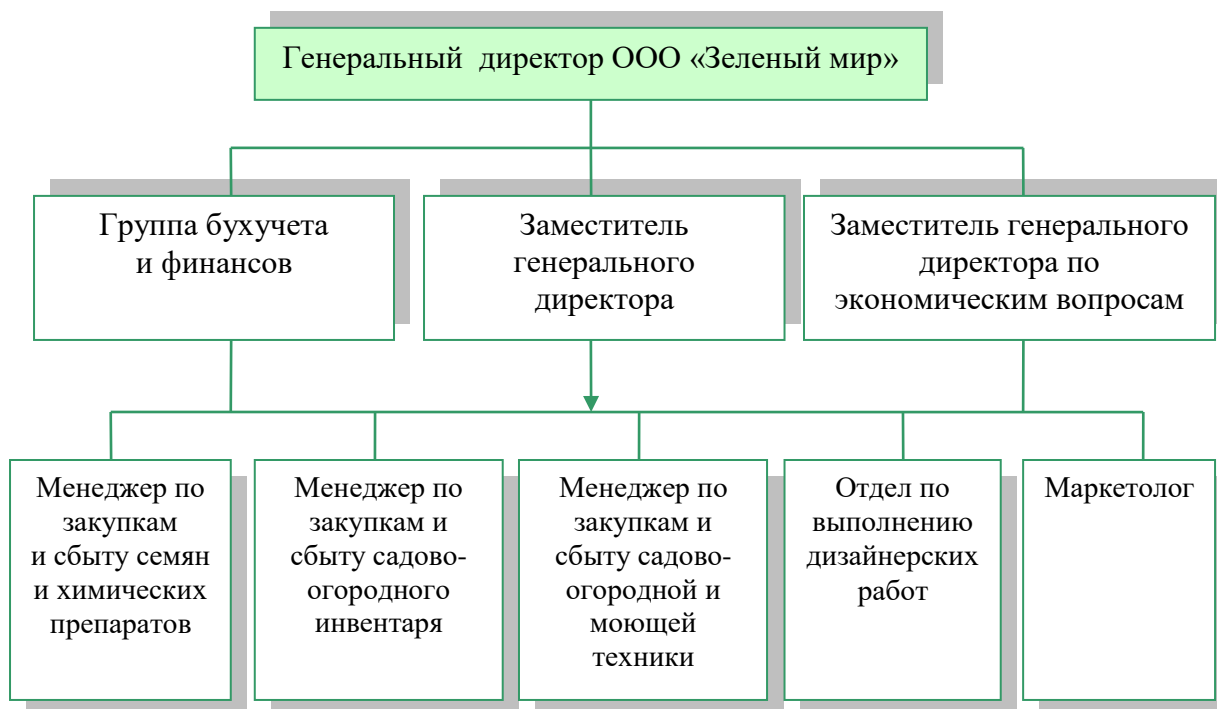 Генеральный директор ООО «Зеленый мир»
Группа бухучета
и финансов
Заместитель
генерального
директора
Заместитель генерального
директора по
экономическим вопросам
Менеджер по
закупкам
и сбыту семян
и химических
препаратов
Менеджер по
закупкам и
сбыту садово-
огородного
инвентаря
Менеджер по
закупкам и
сбыту садово-
огородной и
моющей
техники
Отдел по
выполнению
дизайнерских
работ
Маркетолог